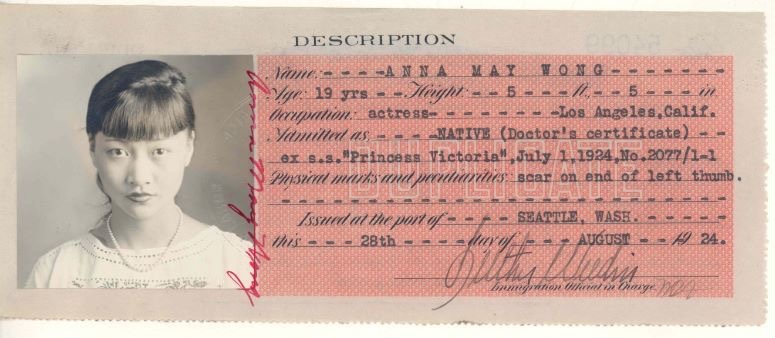 DESCRIPTION
Name: - - - - ANNA MAY WONG - - - - - - -
Age: 19 yrs - - Height: - - 5 - - - ft. - - 5 - - in
Occupation: actress - - - - - - - - - Los Angeles,Calif.
Admitted as - - - - - NATIVE (Doctor's certificate) - -
ex s.s."Princess Victoria",July 1,1924,No.2077/1-1
Physical marks and peculiarities: scar on end of left thumb.
DUPLICATE
Issued at the port of - - - - SEATTLE, WASH. - - - - -
this - - - 28th - - - - day of - - - - AUGUST - - 19 24.
Immigration Official in Charge.
Anna May Wong